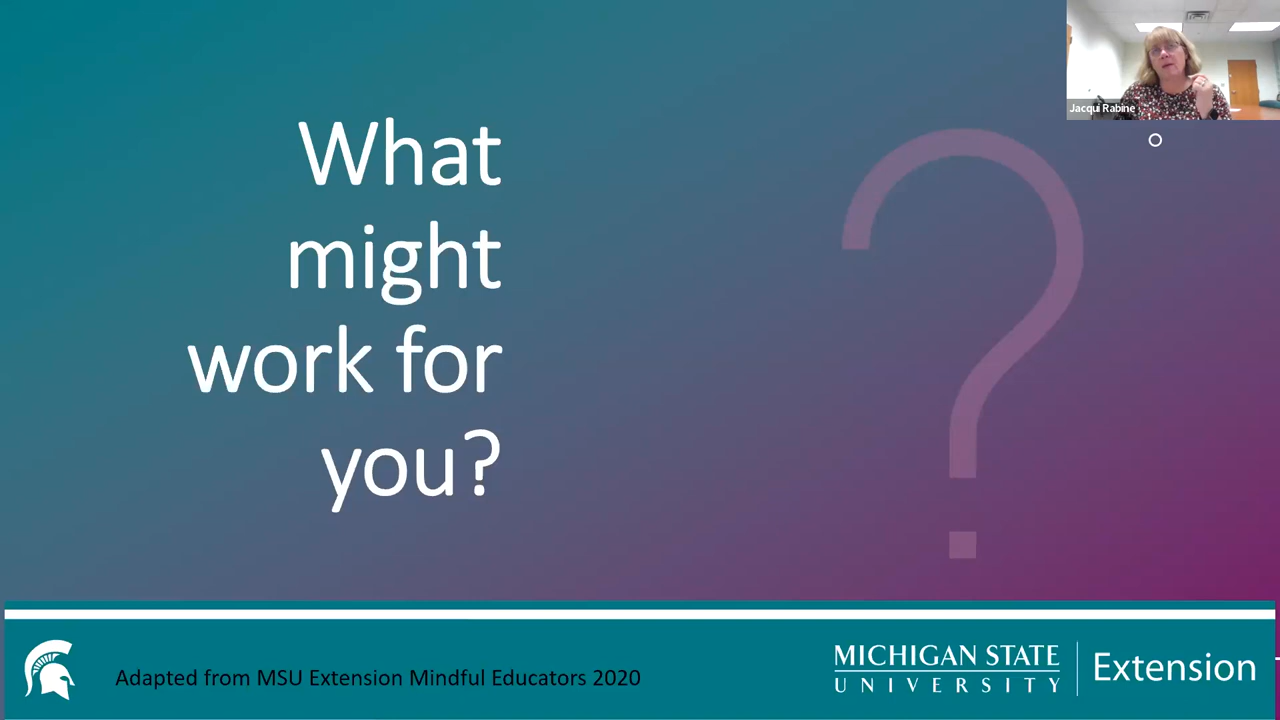 Jacqui Rabine
What
might
work for
you?
?
Adapted from MSU Extension Mindful Educators 2020
MICHIGAN STATE
UNIVERSITY
Extension